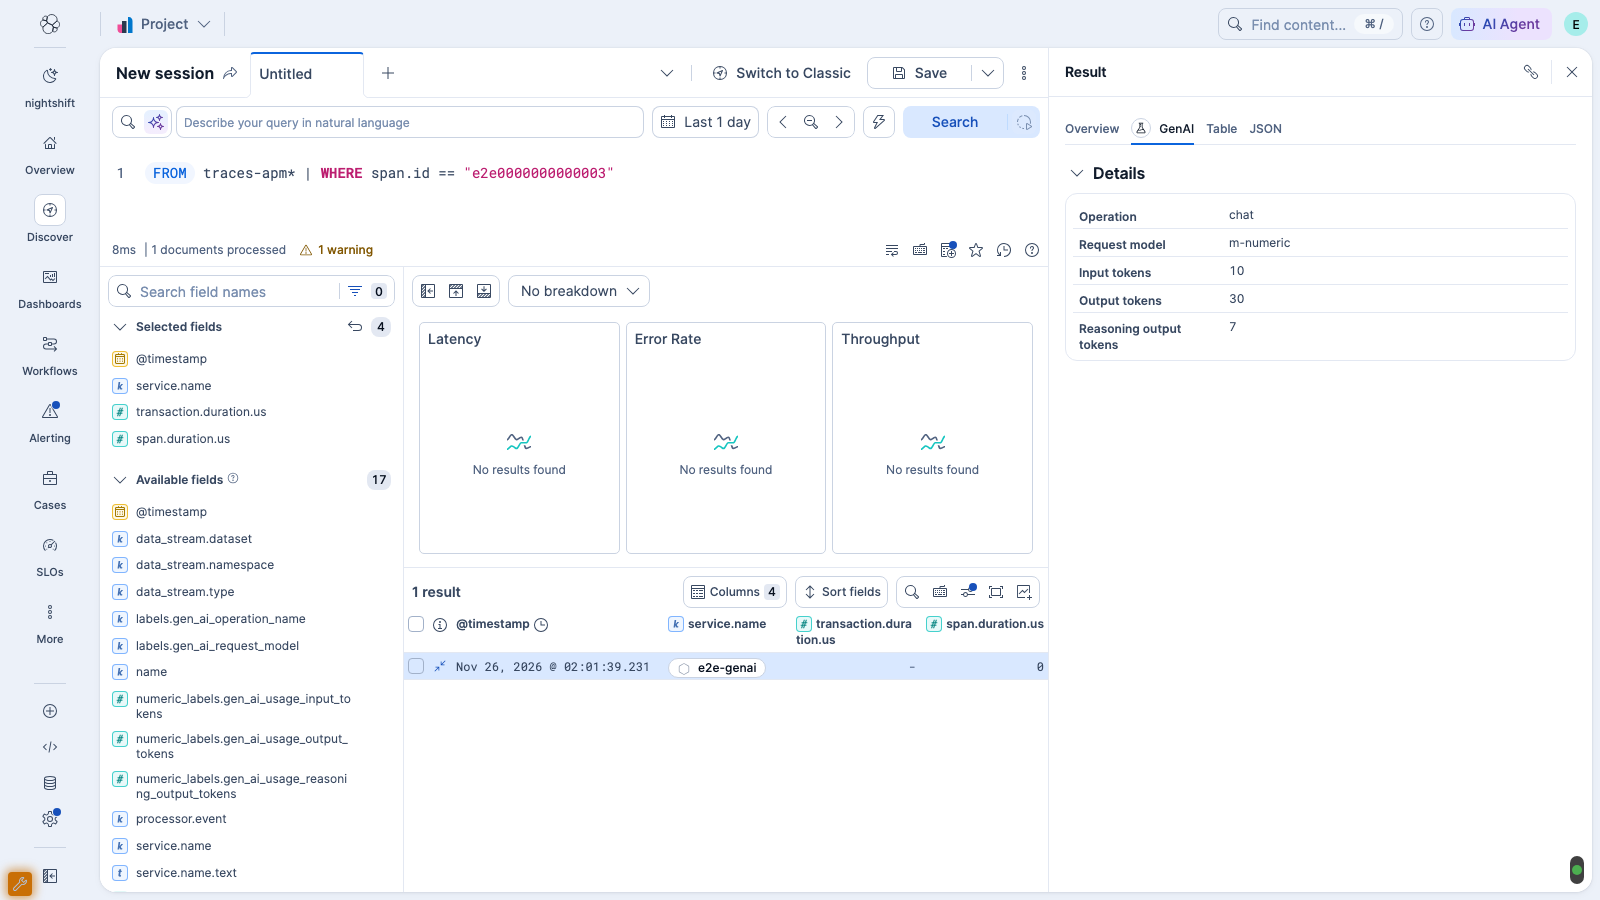 Project
Find content...
⌘ /
AI Agent
E
nightshift
Overview
Discover
Dashboards
Workflows
Alerting
Cases
SLOs
More
New session
Untitled
Switch to Classic
Save
Describe your query in natural language
Last 1 day
Search
1 FROM traces-apm* | WHERE span.id == "e2e0000000000003"
8ms | 1 documents processed
1 warning
Search field names
0
Selected fields
4
@timestamp
service.name
transaction.duration.us
span.duration.us
Available fields
17
@timestamp
data_stream.dataset
data_stream.namespace
data_stream.type
labels.gen_ai_operation_name
labels.gen_ai_request_model
name
numeric_labels.gen_ai_usage_input_to
kens
numeric_labels.gen_ai_usage_output_
tokens
numeric_labels.gen_ai_usage_reasoni
ng_output_tokens
processor.event
service.name
service.name.text
No breakdown
Latency
No results found
Error Rate
No results found
Throughput
No results found
1 result
Columns 4
Sort fields
@timestamp
service.name
transaction.dura
tion.us
span.duration.us
Nov 26, 2026 @ 02:01:39.231
e2e-genai
-
0
Result
Overview
GenAI
Table
JSON
Details
Operation chat
Request model m-numeric
Input tokens 10
Output tokens 30
Reasoning output 7
tokens